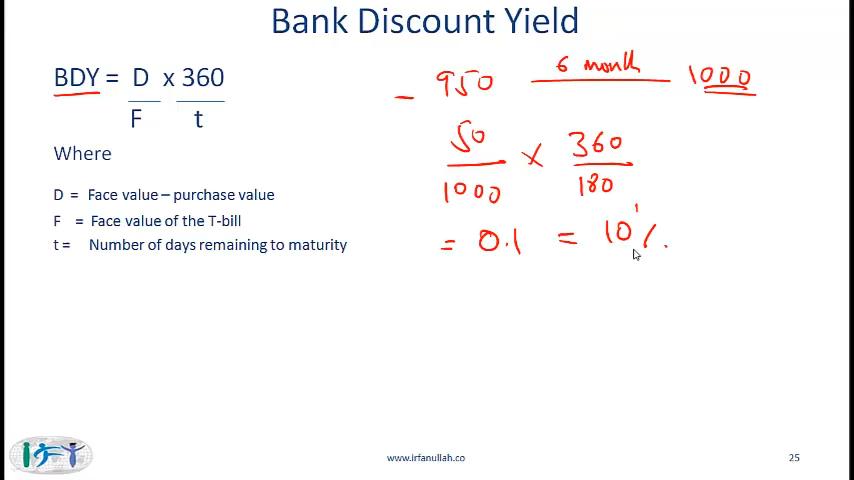 Bank Discount Yield
BDY = D x 360
F t
Where
D = Face value – purchase value
F = Face value of the T-bill
t = Number of days remaining to maturity
- 950 6 month 1000
50 × 360
1000 180
= 0.1 = 10%.
www.irfanullah.co
25